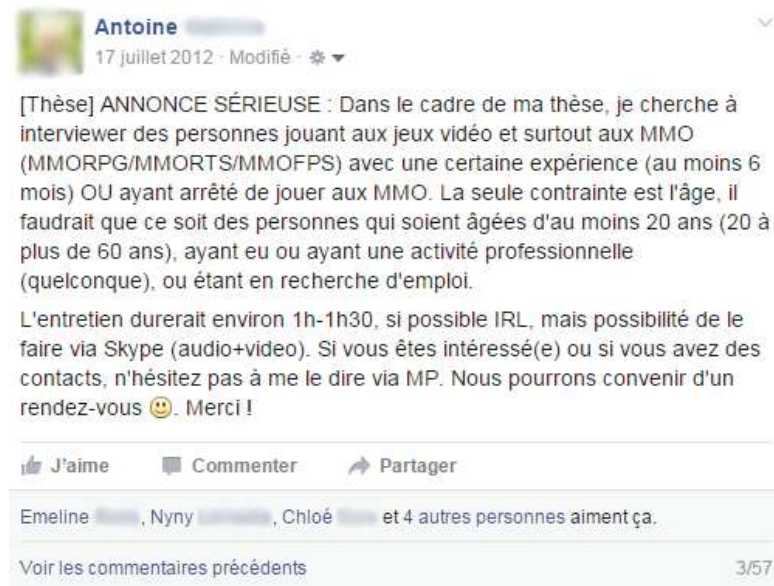 Antoine
17 juillet 2012 · Modifié ·
[Thèse] ANNONCE SÉRIEUSE : Dans le cadre de ma thèse, je cherche à
interviewer des personnes jouant aux jeux vidéo et surtout aux MMO
(MMORPG/MMORTS/MMOFPS) avec une certaine expérience (au moins 6
mois) OU ayant arrêté de jouer aux MMO. La seule contrainte est l'âge, il
faudrait que ce soit des personnes qui soient âgées d'au moins 20 ans (20 à
plus de 60 ans), ayant eu ou ayant une activité professionnelle
(quelconque), ou étant en recherche d'emploi.
L'entretien durerait environ 1h-1h30, si possible IRL, mais possibilité de le
faire via Skype (audio+video). Si vous êtes intéressé(e) ou si vous avez des
contacts, n'hésitez pas à me le dire via MP. Nous pourrons convenir d'un
rendez-vous 🙂. Merci !
J'aime Commenter Partager
Emeline , Nyny , Chloé et 4 autres personnes aiment ça.
Voir les commentaires précédents 3/57